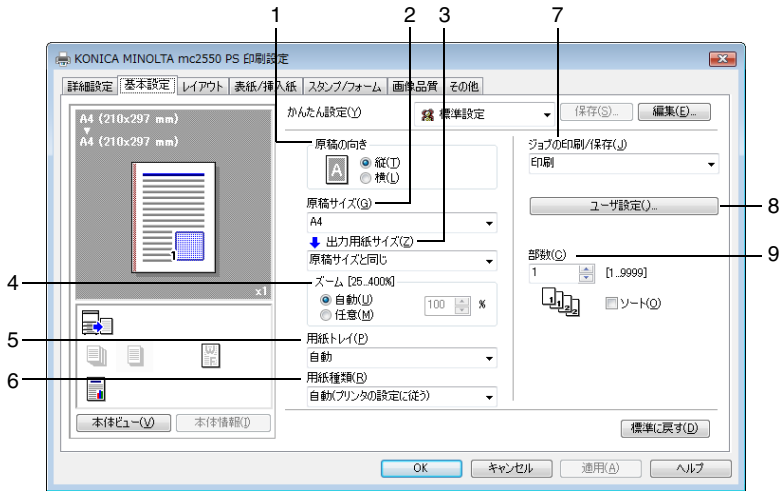 1
2
3
7
KONICA MINOLTA mc2550 PS 印刷設定
詳細設定 基本設定 レイアウト 表紙/挿入紙 スタンプ/フォーム 画像品質 その他
A4 (210x297 mm)
A4 (210x297 mm)
1
x1
本体ビュー(V) 本体情報(I)
かんたん設定(Y) 標準設定 保存(S)... 編集(E)...
原稿の向き
A
縦(T)
横(L)
原稿サイズ(G)
A4
出力用紙サイズ(Z)
原稿サイズと同じ
4
ズーム [25..400%]
自動(U)
任意(M)
100 %
5
用紙トレイ(P)
自動
6
用紙種類(R)
自動(プリンタの設定に従う)
ジョブの印刷/保存(J)
印刷
ユーザ設定()...
8
部数(C)
9
1 [1..9999]
1 1 2 2
ソート(O)
標準に戻す(D)
OK キャンセル 適用(A) ヘルプ